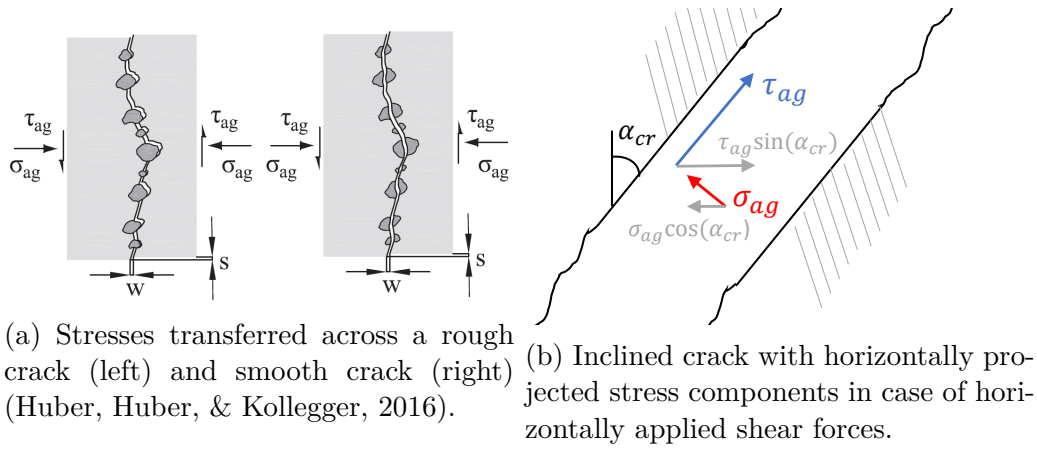 τag
σag
τag
σag
s
w
τag
σag
τag
σag
s
w
(a) Stresses transferred across a rough
crack (left) and smooth crack (right)
(Huber, Huber, & Kollegger, 2016).
αcr
τag
τag sin(αcr)
σag
σag cos(αcr)
(b) Inclined crack with horizontally pro-
jected stress components in case of hori-
zontally applied shear forces.